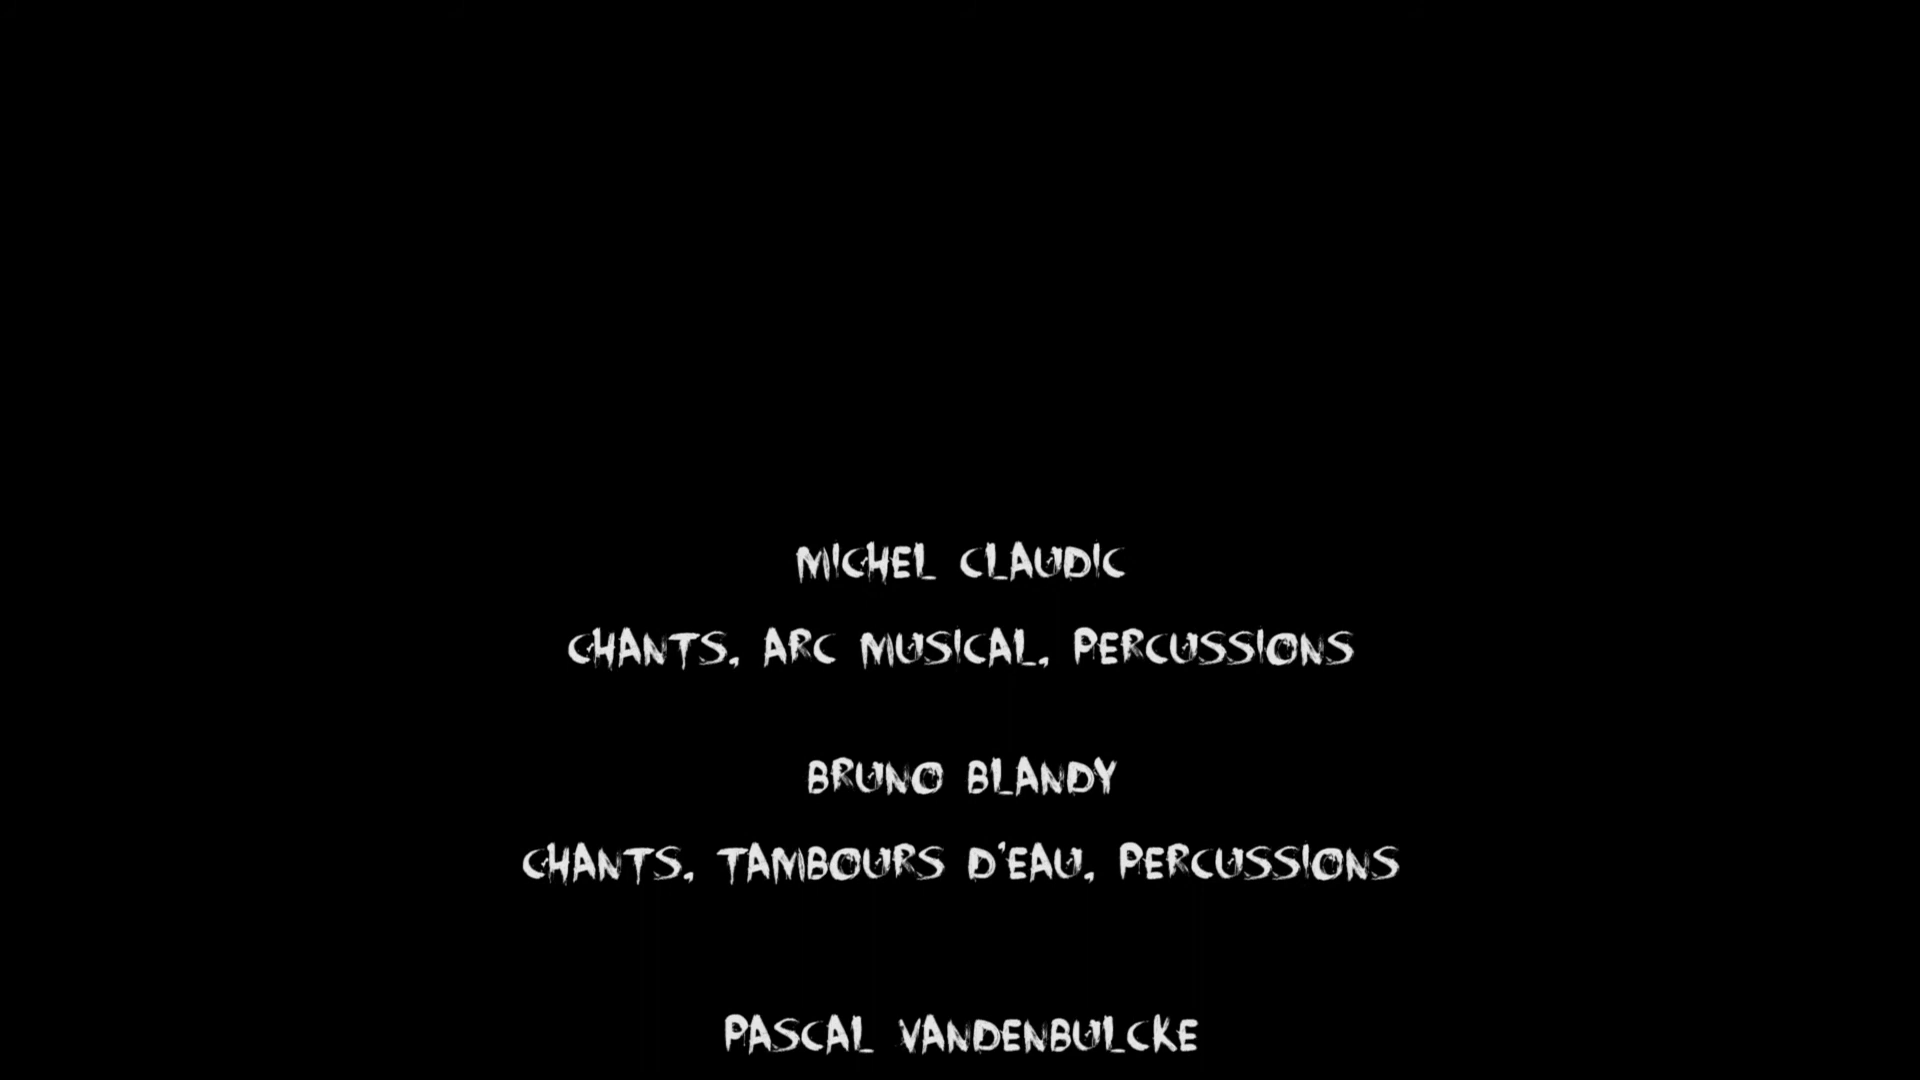 MICHEL CLAUDIC
CHANTS, ARC MUSICAL, PERCUSSIONS
BRUNO BLANDY
CHANTS, TAMBOURS D'EAU, PERCUSSIONS
PASCAL VANDENBULCKE